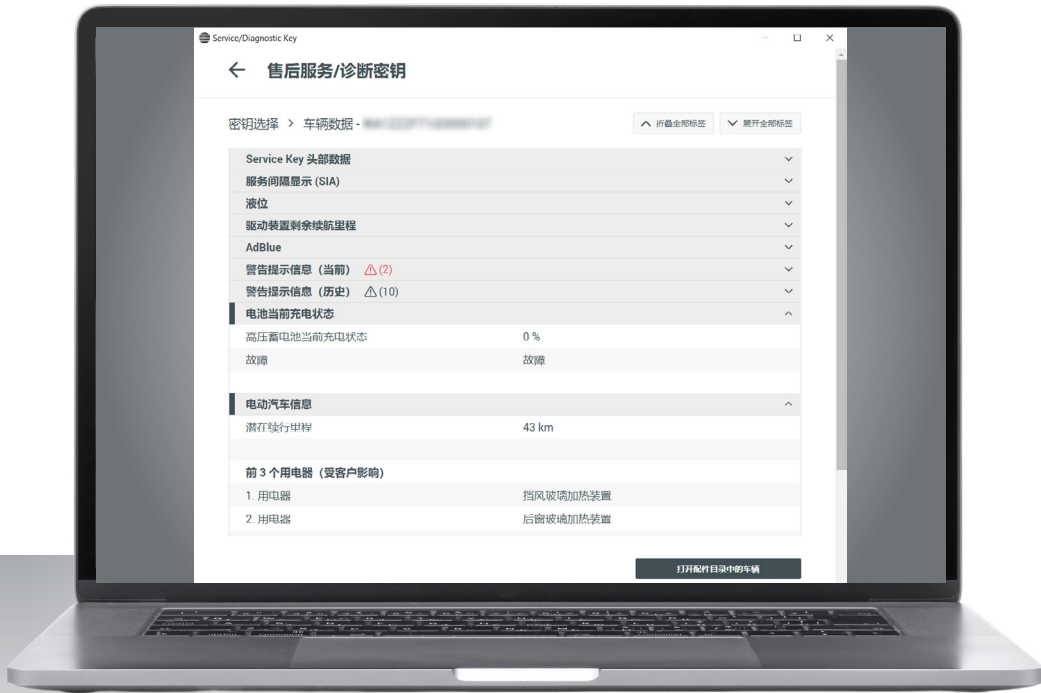 Service/Diagnostic Key
售后服务/诊断密钥
密钥选择 > 车辆数据 -
折叠全部标签
展开全部标签
Service Key 头部数据
服务间隔显示 (SIA)
液位
驱动装置剩余续航里程
AdBlue
警告提示信息（当前） (2)
警告提示信息（历史） (10)
电池当前充电状态
高压蓄电池当前充电状态 0 %
故障 故障
电动汽车信息
潜在续行里程 43 km
前 3 个用电器（受客户影响）
1. 用电器 挡风玻璃加热装置
2. 用电器 后窗玻璃加热装置
打开配件目录中的车辆